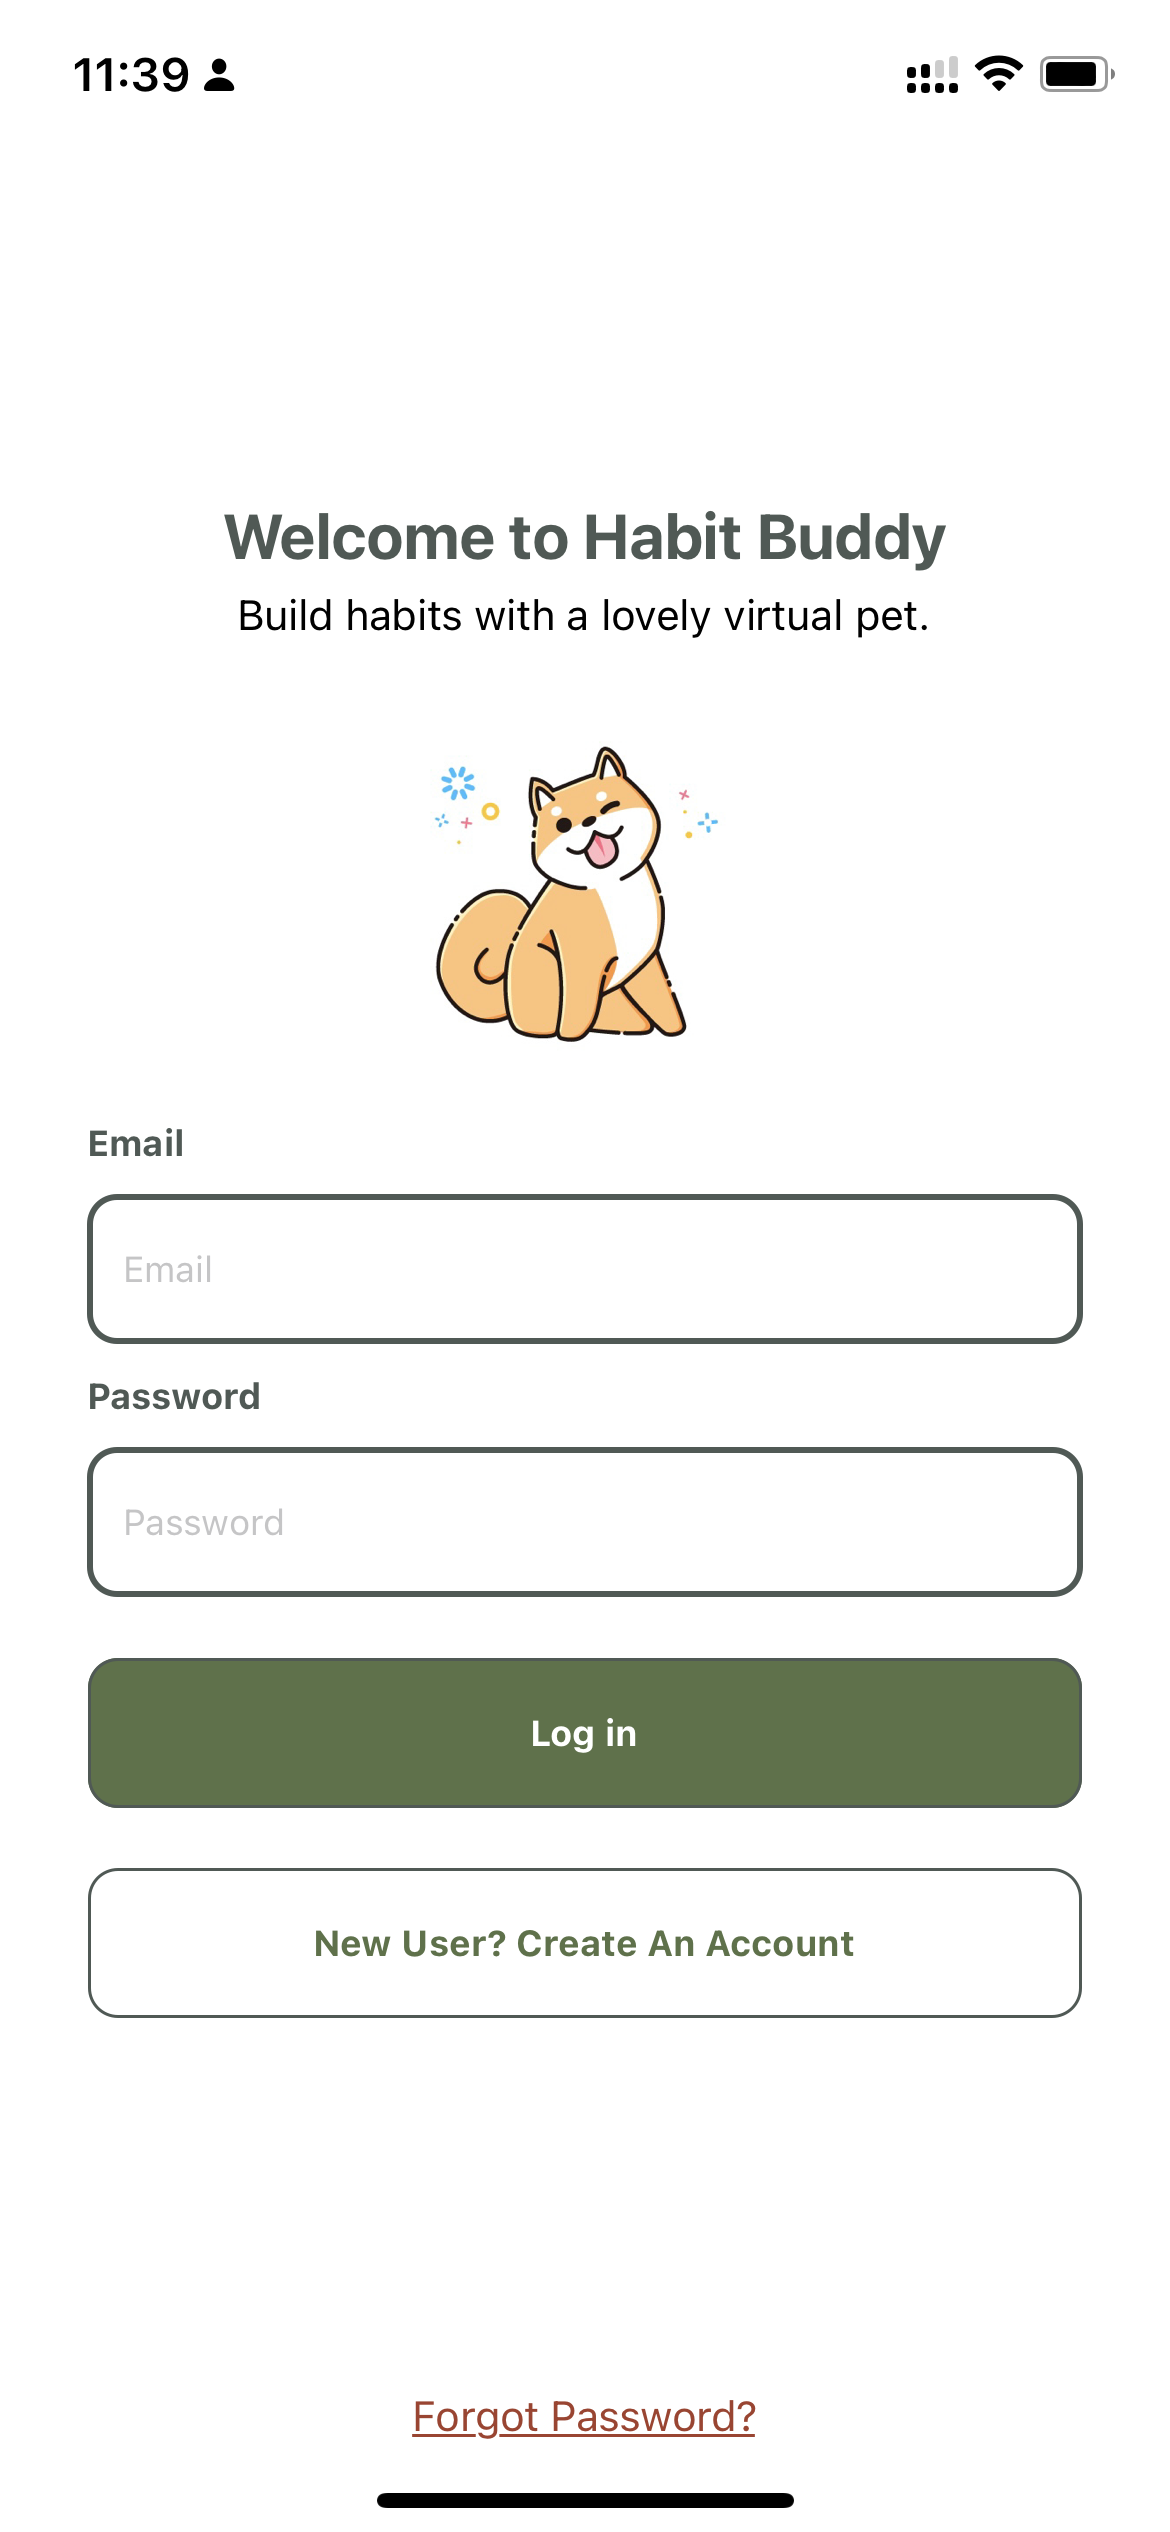 11:39
Welcome to Habit Buddy
Build habits with a lovely virtual pet.
Email
Email
Password
Password
Log in
New User? Create An Account
Forgot Password?